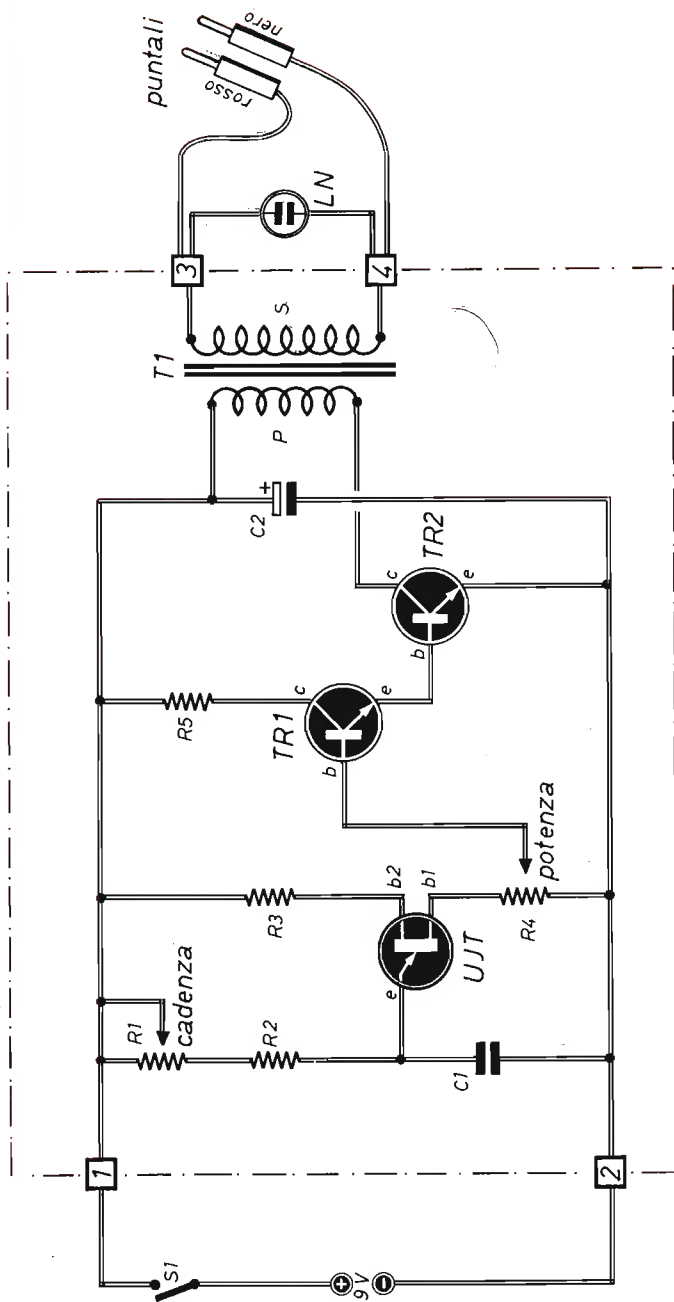 S1
+
9 V
-
1
2
R1
cadenza
R2
C1
R3
e
b2
b1
UJT
R4
potenza
R5
c
b
e
TR1
c
b
e
TR2
C2
+
P
T1
S
3
4
LN
puntali
rosso
nero